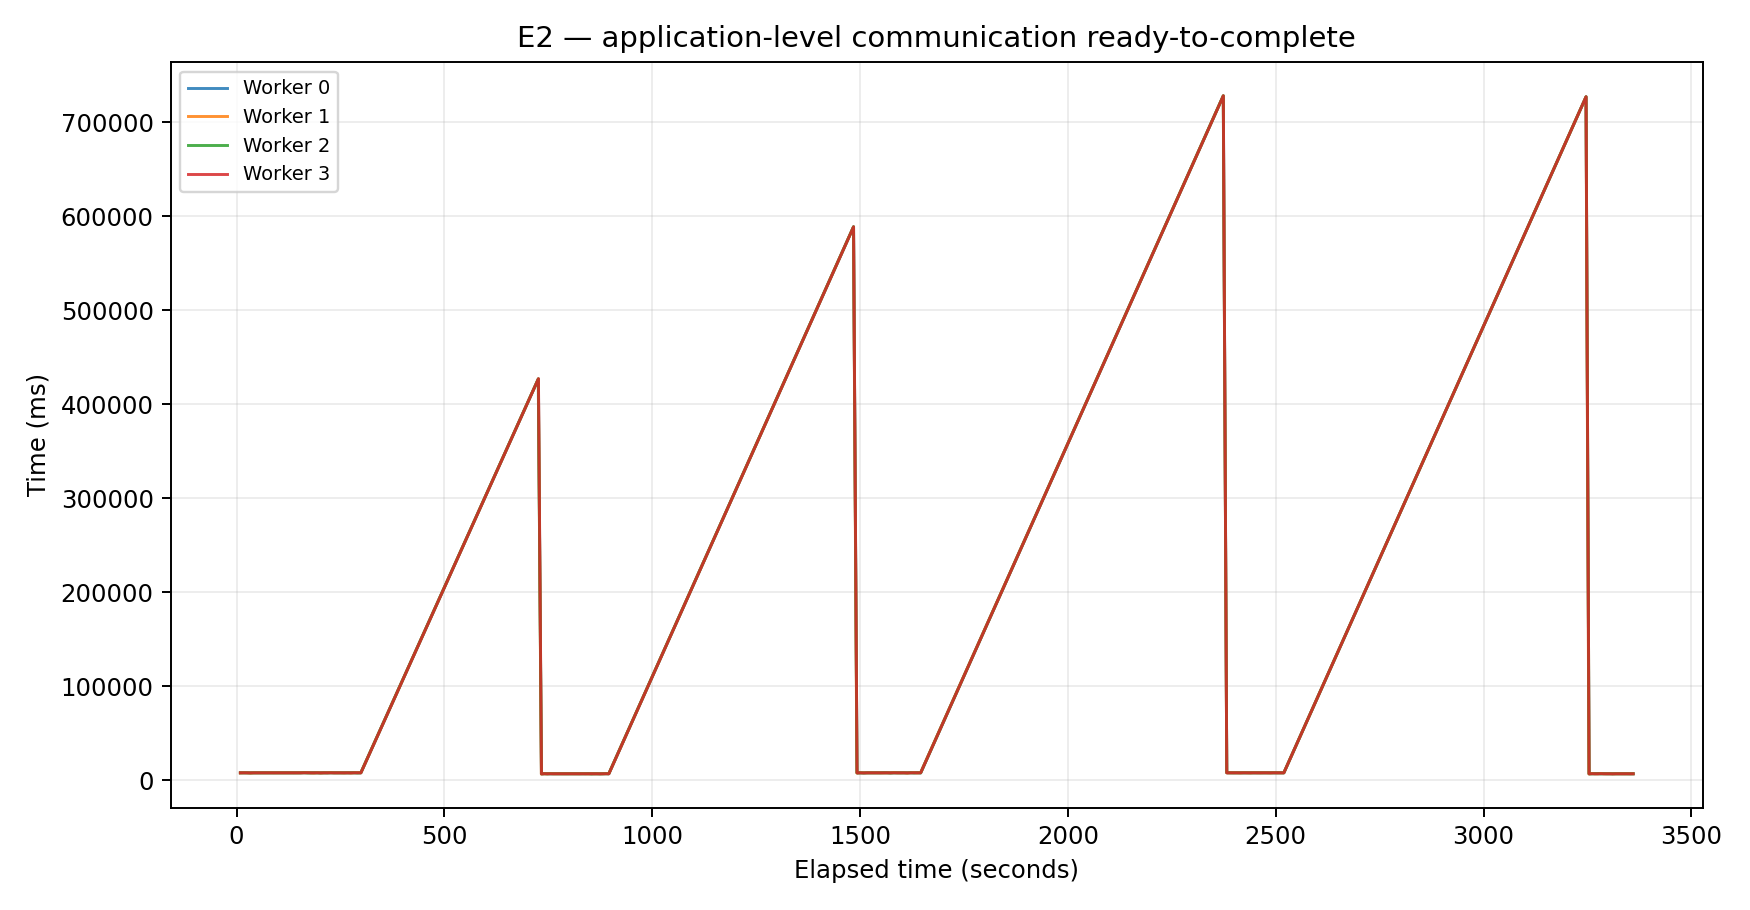 E2 — application-level communication ready-to-complete
Worker 0
Worker 1
Worker 2
Worker 3
700000
600000
500000
400000
300000
200000
100000
0
Time (ms)
0 500 1000 1500 2000 2500 3000 3500
Elapsed time (seconds)